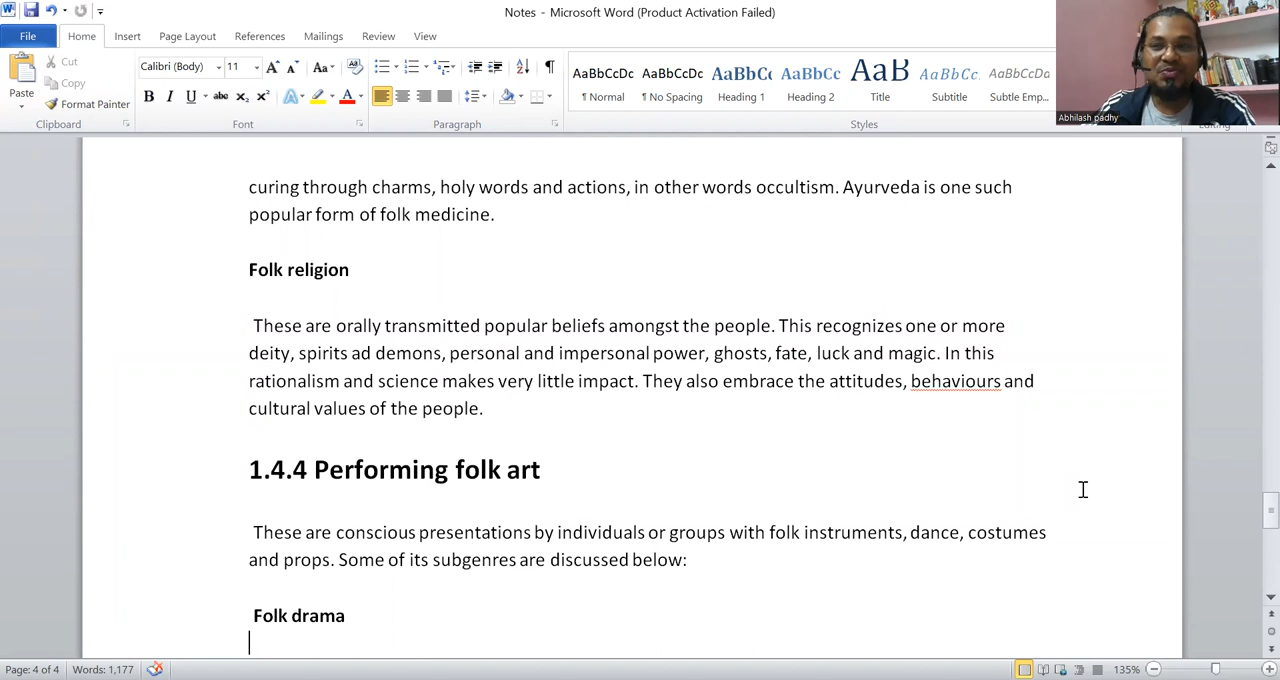 Notes - Microsoft Word (Product Activation Failed)
File Home Insert Page Layout References Mailings Review View
Paste
Cut
Copy
Format Painter
Calibri (Body) 11
AaBbCcDc AaBbCcDc AaBbCc AaBbCc AaB AaBbCc. AaBbCcDc
¶ Normal ¶ No Spacing Heading 1 Heading 2 Title Subtitle Subtle Emp...
Clipboard Font Paragraph Styles Editing
Abhilash padhy
curing through charms, holy words and actions, in other words occultism. Ayurveda is one such
popular form of folk medicine.
Folk religion
These are orally transmitted popular beliefs amongst the people. This recognizes one or more
deity, spirits ad demons, personal and impersonal power, ghosts, fate, luck and magic. In this
rationalism and science makes very little impact. They also embrace the attitudes, behaviours and
cultural values of the people.
1.4.4 Performing folk art
These are conscious presentations by individuals or groups with folk instruments, dance, costumes
and props. Some of its subgenres are discussed below:
Folk drama
Page: 4 of 4 Words: 1,177 135%